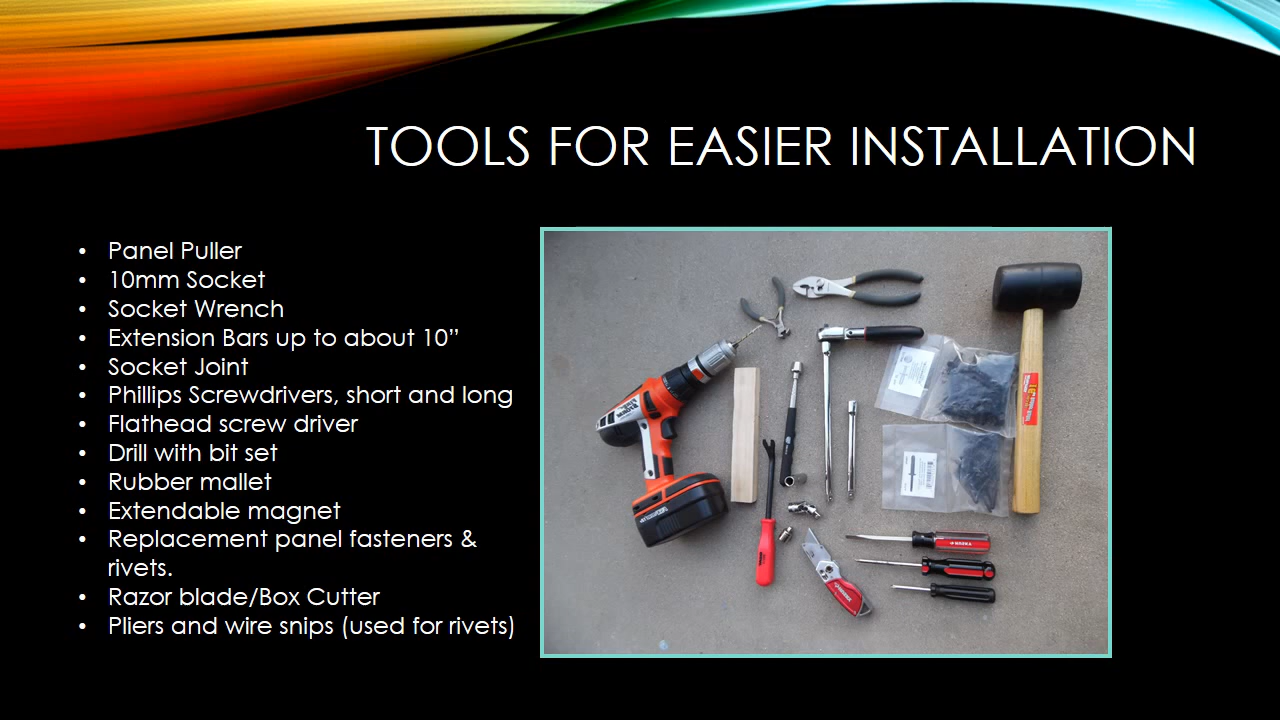 TOOLS FOR EASIER INSTALLATION
• Panel Puller
• 10mm Socket
• Socket Wrench
• Extension Bars up to about 10”
• Socket Joint
• Phillips Screwdrivers, short and long
• Flathead screw driver
• Drill with bit set
• Rubber mallet
• Extendable magnet
• Replacement panel fasteners &
rivets.
• Razor blade/Box Cutter
• Pliers and wire snips (used for rivets)